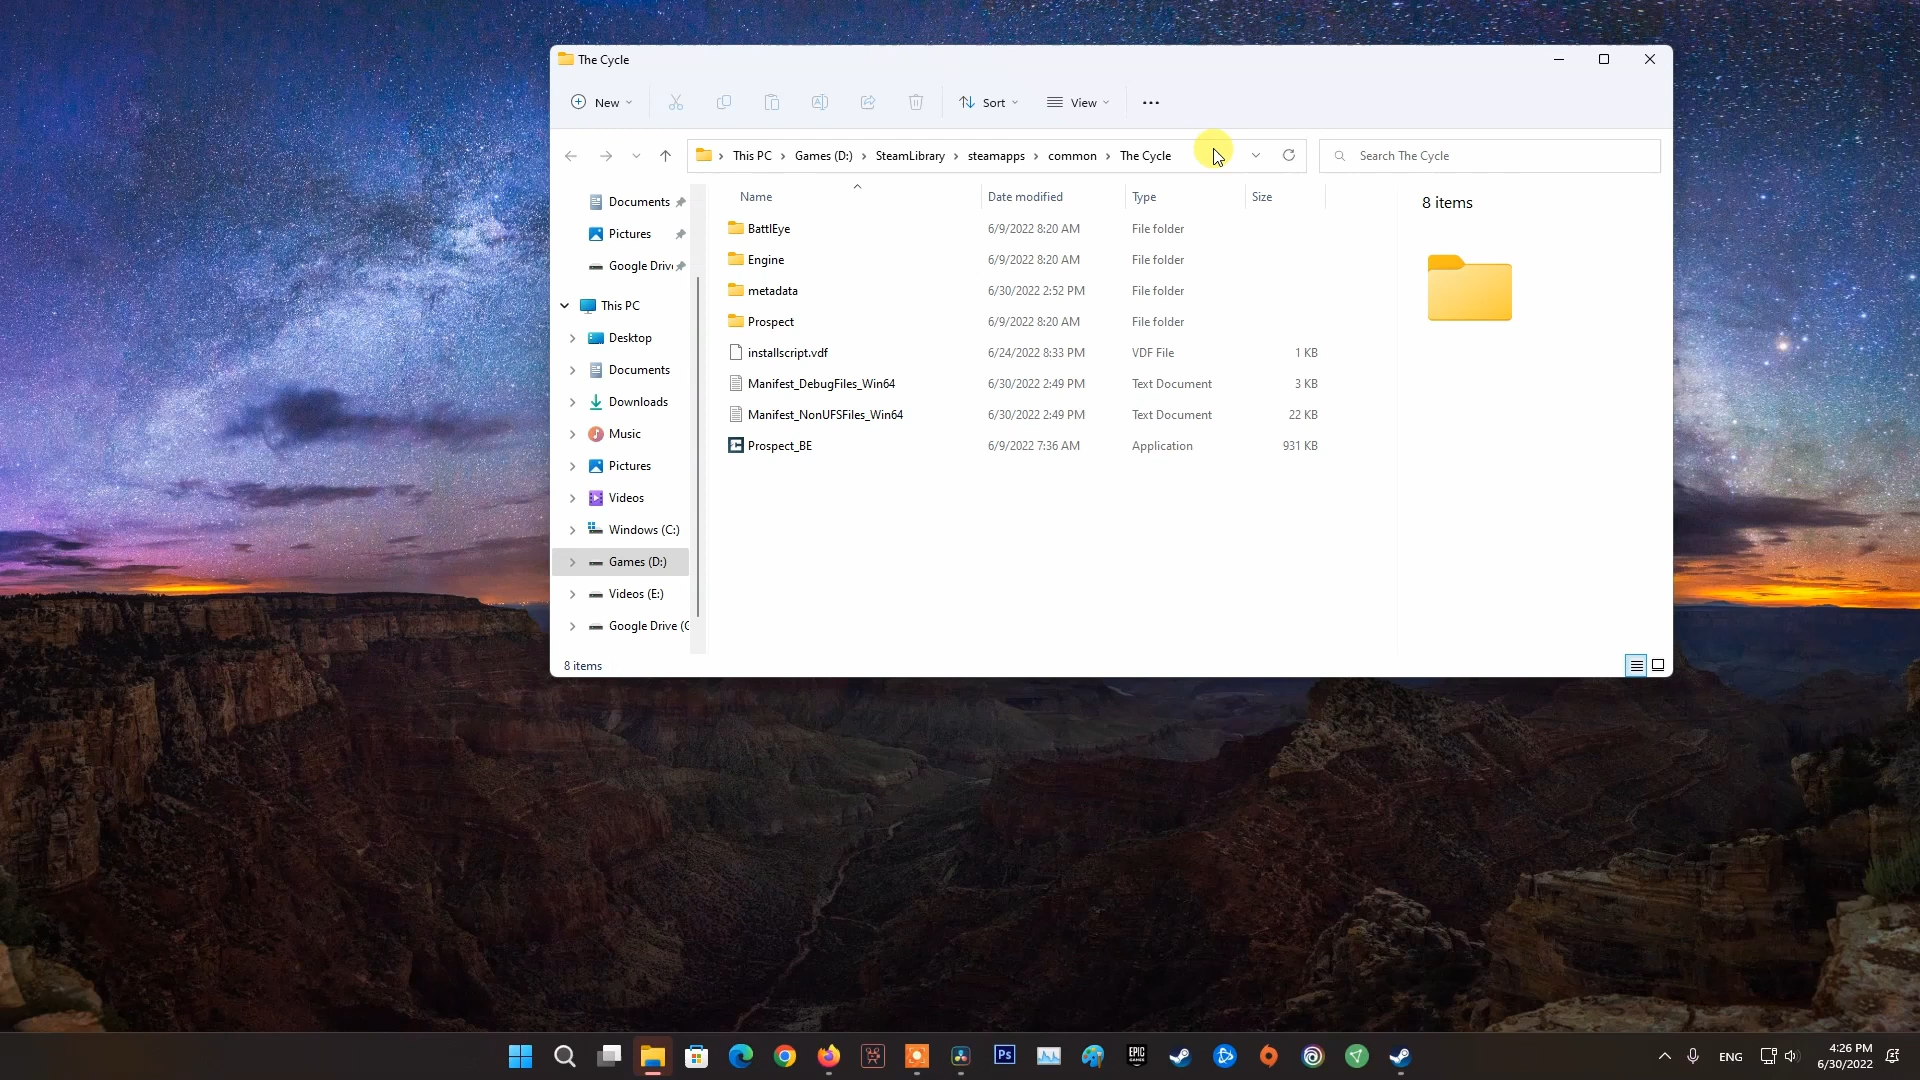 The Cycle
New
Sort
View
This PC > Games (D:) > SteamLibrary > steamapps > common > The Cycle
Search The Cycle
Documents
Pictures
Google Driv
This PC
Desktop
Documents
Downloads
Music
Pictures
Videos
Windows (C:)
Games (D:)
Videos (E:)
Google Drive (G
Name Date modified Type Size
BattlEye 6/9/2022 8:20 AM File folder
Engine 6/9/2022 8:20 AM File folder
metadata 6/30/2022 2:52 PM File folder
Prospect 6/9/2022 8:20 AM File folder
installscript.vdf 6/24/2022 8:33 PM VDF File 1 KB
Manifest_DebugFiles_Win64 6/30/2022 2:49 PM Text Document 3 KB
Manifest_NonUFSFiles_Win64 6/30/2022 2:49 PM Text Document 22 KB
Prospect_BE 6/9/2022 7:36 AM Application 931 KB
8 items
8 items
Ps
EPIC
GAMES
ENG
4:26 PM
6/30/2022